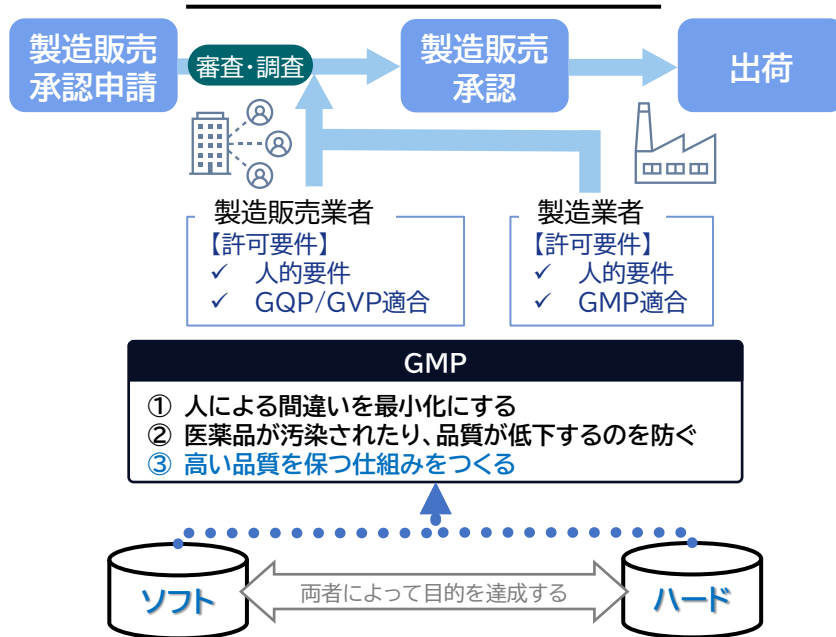 製造販売
承認申請
審査・調査
製造販売
承認
出荷
製造販売業者
【許可要件】
✓ 人的要件
✓ GQP/GVP適合
製造業者
【許可要件】
✓ 人的要件
✓ GMP適合
GMP
① 人による間違いを最小化にする
② 医薬品が汚染されたり、品質が低下するのを防ぐ
③ 高い品質を保つ仕組みをつくる
ソフト
両者によって目的を達成する
ハード